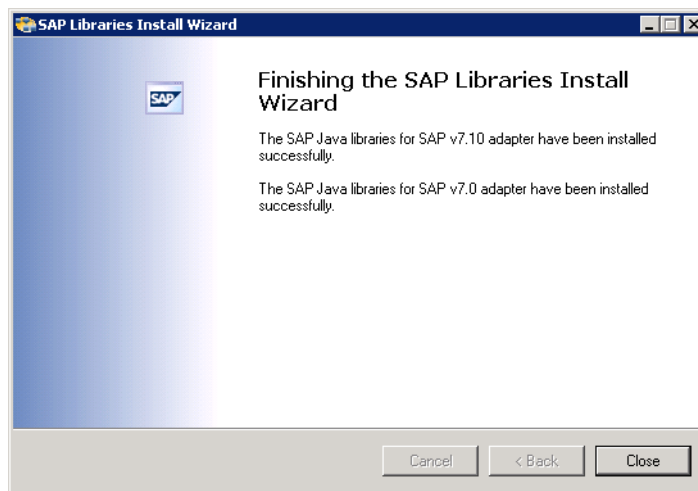 SAP Libraries Install Wizard
SAP
Finishing the SAP Libraries Install
Wizard
The SAP Java libraries for SAP v7.10 adapter have been installed
successfully.
The SAP Java libraries for SAP v7.0 adapter have been installed
successfully.
Cancel
< Back
Close